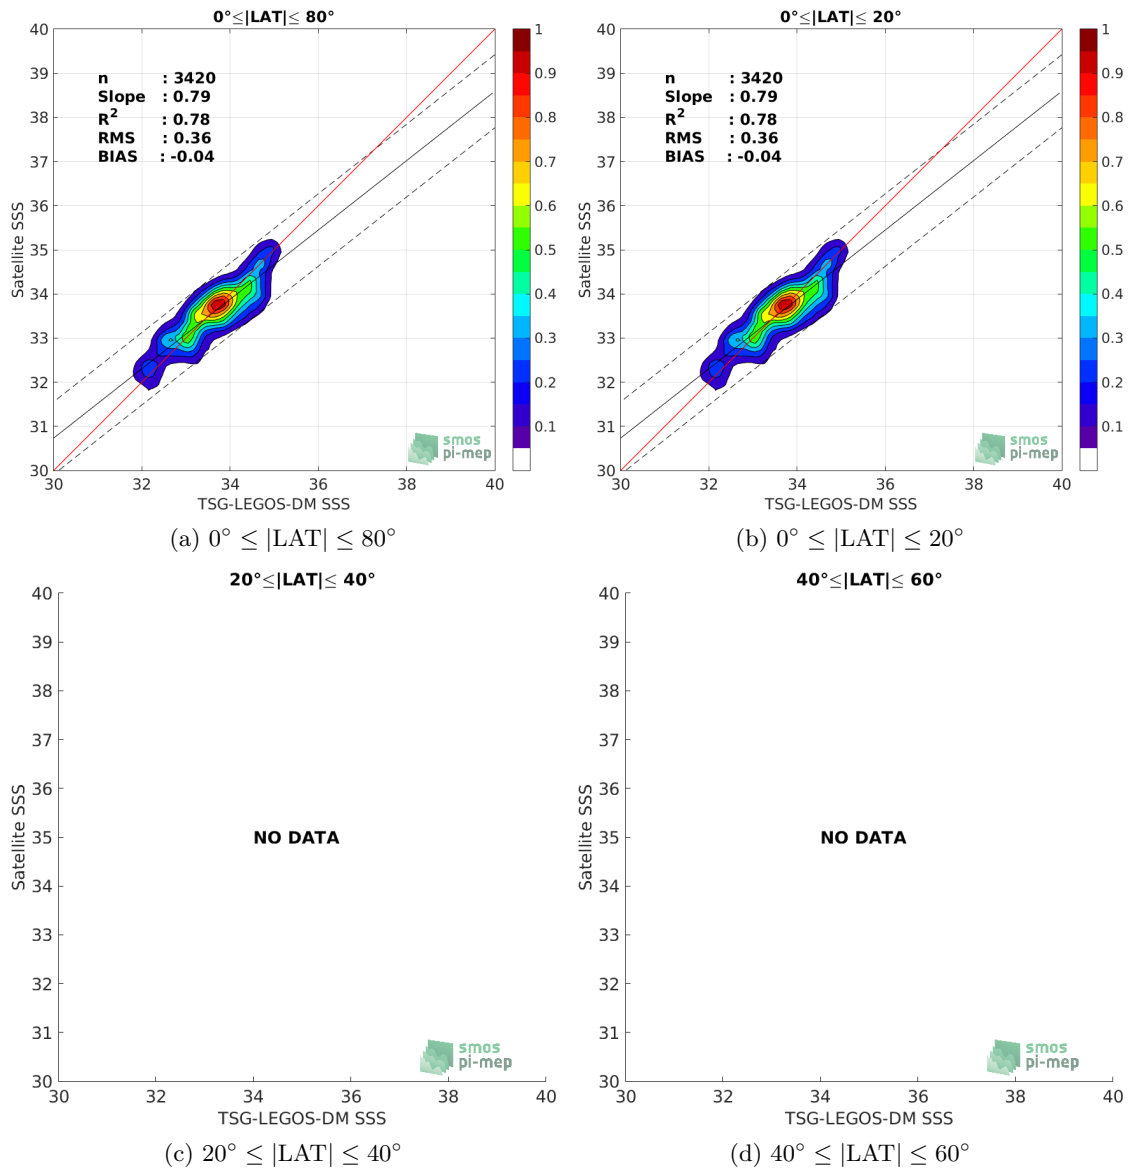 0°≤|LAT|≤ 80°
n : 3420
Slope : 0.79
R² : 0.78
RMS : 0.36
BIAS : -0.04
40
39
38
37
36
35
34
33
32
31
30
Satellite SSS
30 32 34 36 38 40
TSG-LEGOS-DM SSS
1
0.9
0.8
0.7
0.6
0.5
0.4
0.3
0.2
0.1
smos
pi-mep
(a) 0° ≤ |LAT| ≤ 80°
0°≤|LAT|≤ 20°
n : 3420
Slope : 0.79
R² : 0.78
RMS : 0.36
BIAS : -0.04
40
39
38
37
36
35
34
33
32
31
30
Satellite SSS
30 32 34 36 38 40
TSG-LEGOS-DM SSS
1
0.9
0.8
0.7
0.6
0.5
0.4
0.3
0.2
0.1
smos
pi-mep
(b) 0° ≤ |LAT| ≤ 20°
20°≤|LAT|≤ 40°
40
39
38
37
36
35
34
33
32
31
30
Satellite SSS
NO DATA
30 32 34 36 38 40
TSG-LEGOS-DM SSS
smos
pi-mep
(c) 20° ≤ |LAT| ≤ 40°
40°≤|LAT|≤ 60°
40
39
38
37
36
35
34
33
32
31
30
Satellite SSS
NO DATA
30 32 34 36 38 40
TSG-LEGOS-DM SSS
smos
pi-mep
(d) 40° ≤ |LAT| ≤ 60°